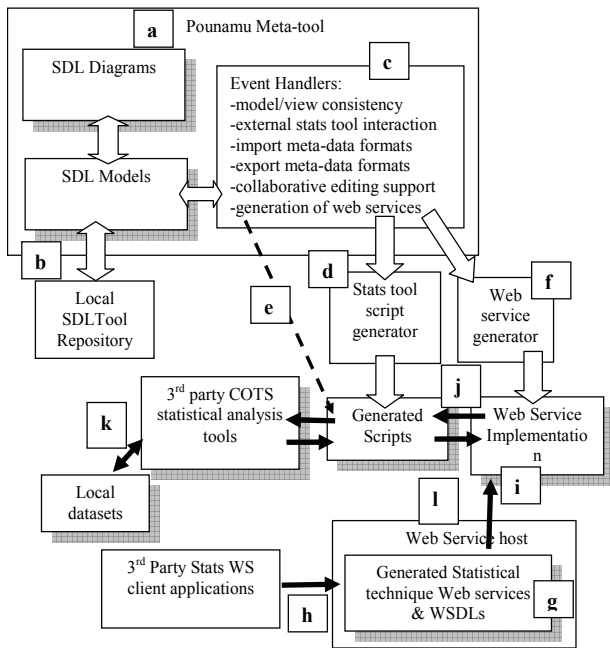 a
Pounamu Meta-tool
SDL Diagrams
c
Event Handlers:
-model/view consistency
-external stats tool interaction
-import meta-data formats
-export meta-data formats
-collaborative editing support
-generation of web services
SDL Models
b
d
f
Local
SDLTool
Repository
e
Stats tool
script
generator
Web
service
generator
j
k
3rd party COTS
statistical analysis
tools
Generated
Scripts
Web Service
Implementatio
n
Local
datasets
l
i
Web Service host
3rd Party Stats WS
client applications
h
Generated Statistical
technique Web services
& WSDLs
g